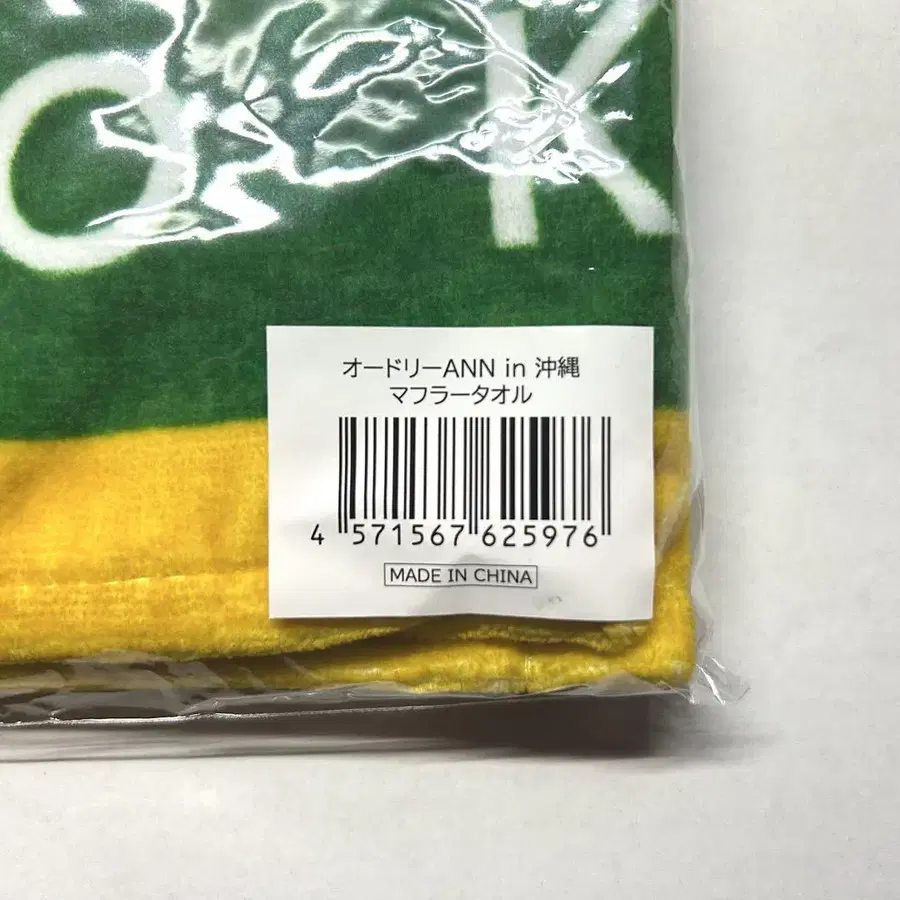 O K
オードリーANN in 沖縄
マフラータオル
4 571567 625976
MADE IN CHINA